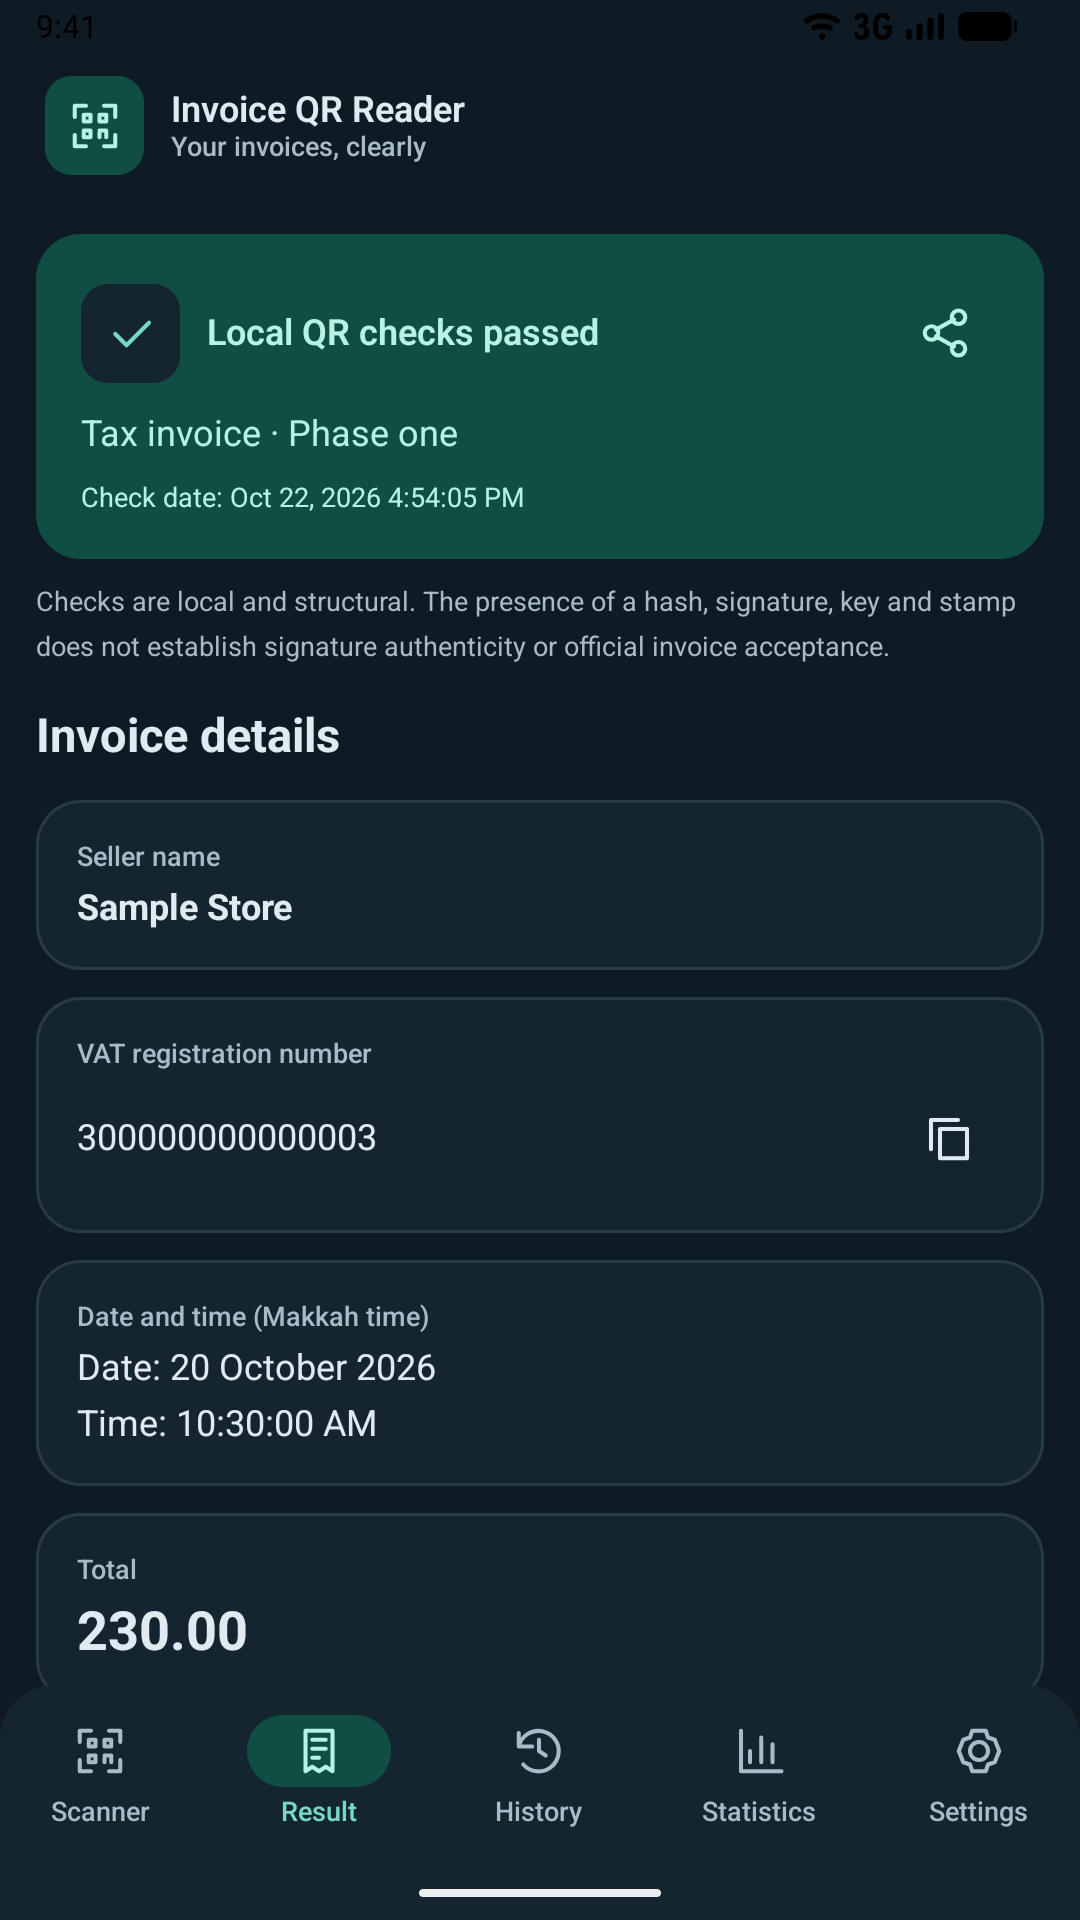 9:41
3G
Invoice QR Reader
Your invoices, clearly
Local QR checks passed
Tax invoice · Phase one
Check date: Oct 22, 2026 4:54:05 PM
Checks are local and structural. The presence of a hash, signature, key and stamp
does not establish signature authenticity or official invoice acceptance.
Invoice details
Seller name
Sample Store
VAT registration number
300000000000003
Date and time (Makkah time)
Date: 20 October 2026
Time: 10:30:00 AM
Total
230.00
Scanner
Result
History
Statistics
Settings